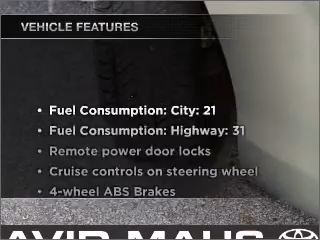 VEHICLE FEATURES
• Fuel Consumption: City: 21
• Fuel Consumption: Highway: 31
• Remote power door locks
• Cruise controls on steering wheel
• 4-wheel ABS Brakes